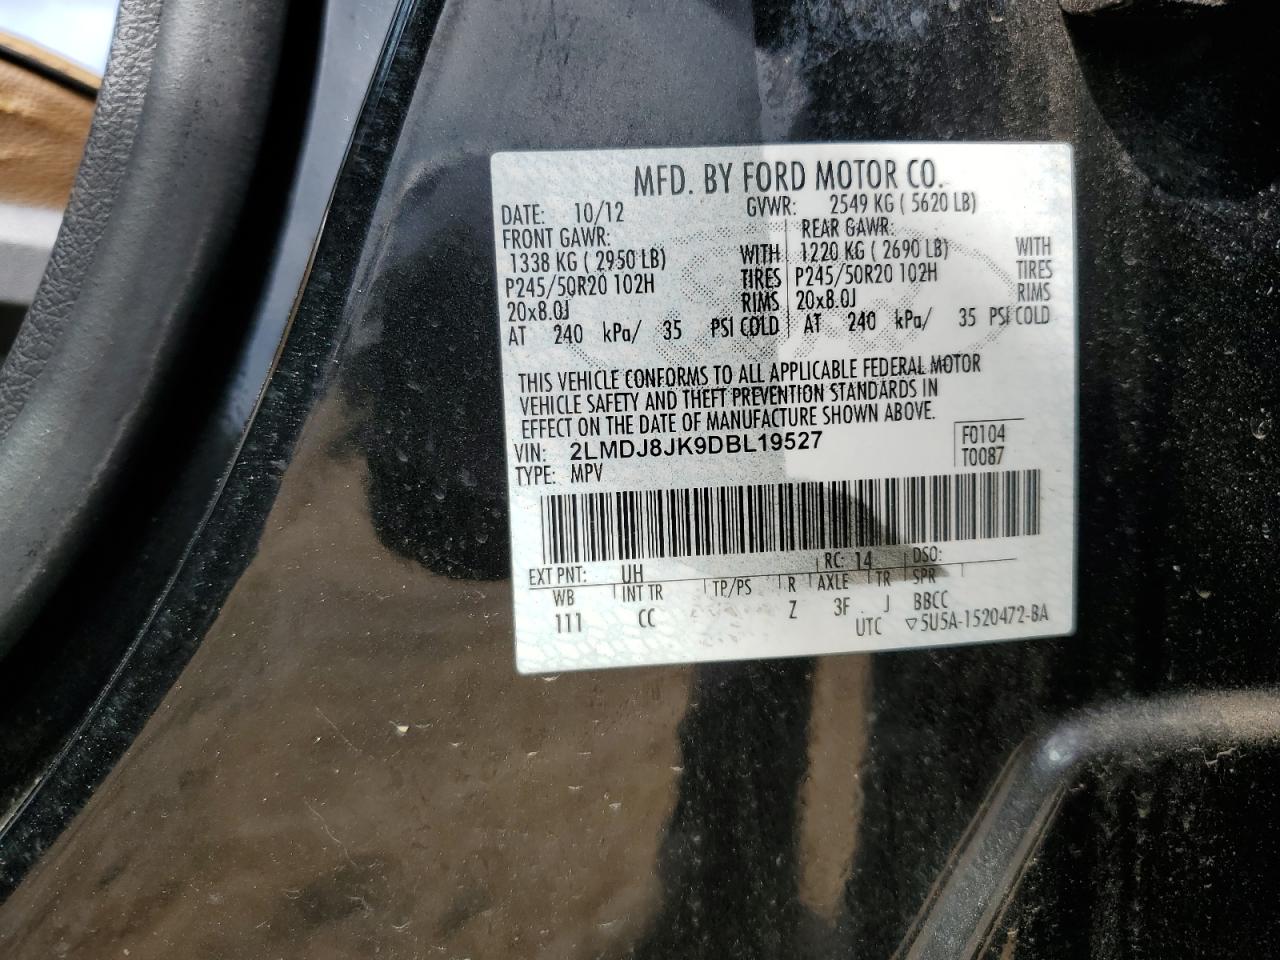 MFD. BY FORD MOTOR CO.
DATE: 10/12 GVWR: 2549 KG ( 5620 LB)
FRONT GAWR: REAR GAWR:
1338 KG ( 2950 LB) WITH 1220 KG ( 2690 LB) WITH
P245/50R20 102H TIRES P245/50R20 102H TIRES
20x8.0J RIMS 20x8.0J RIMS
AT 240 kPa/ 35 PSI COLD AT 240 kPa/ 35 PSI COLD
THIS VEHICLE CONFORMS TO ALL APPLICABLE FEDERAL MOTOR
VEHICLE SAFETY AND THEFT PREVENTION STANDARDS IN
EFFECT ON THE DATE OF MANUFACTURE SHOWN ABOVE.
VIN: 2LMDJ8JK9DBL19527 F0104
TYPE: MPV T0087
EXT PNT: UH RC: 14 DSO:
WB INT TR TP/PS R AXLE TR SPR
111 CC Z 3F J BBCC
UTC ▽5U5A-1520472-BA